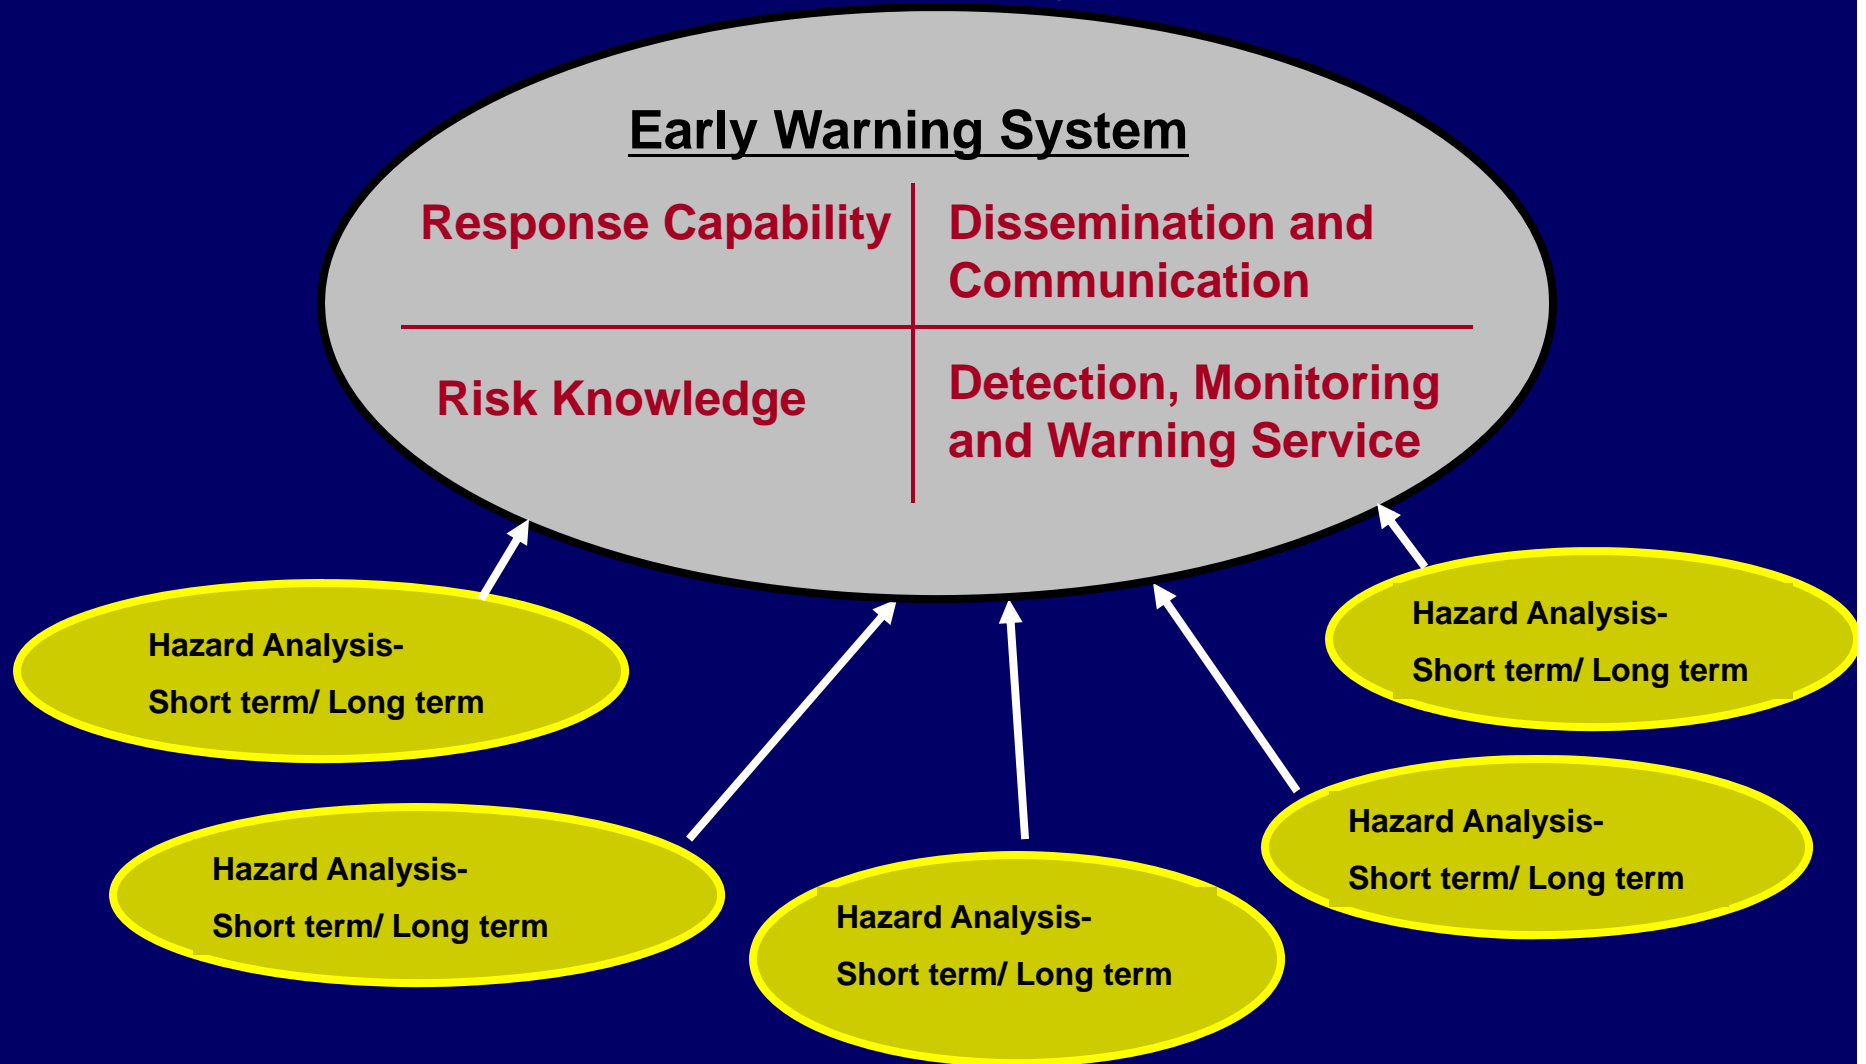 Early Warning System
Response Capability
Dissemination and
Communication
Risk Knowledge
Detection, Monitoring
and Warning Service
Hazard Analysis-
Short term/ Long term
Hazard Analysis-
Short term/ Long term
Hazard Analysis-
Short term/ Long term
Hazard Analysis-
Short term/ Long term
Hazard Analysis-
Short term/ Long term